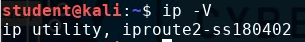 student@kali:~$ ip -V
ip utility, iproute2-ss180402